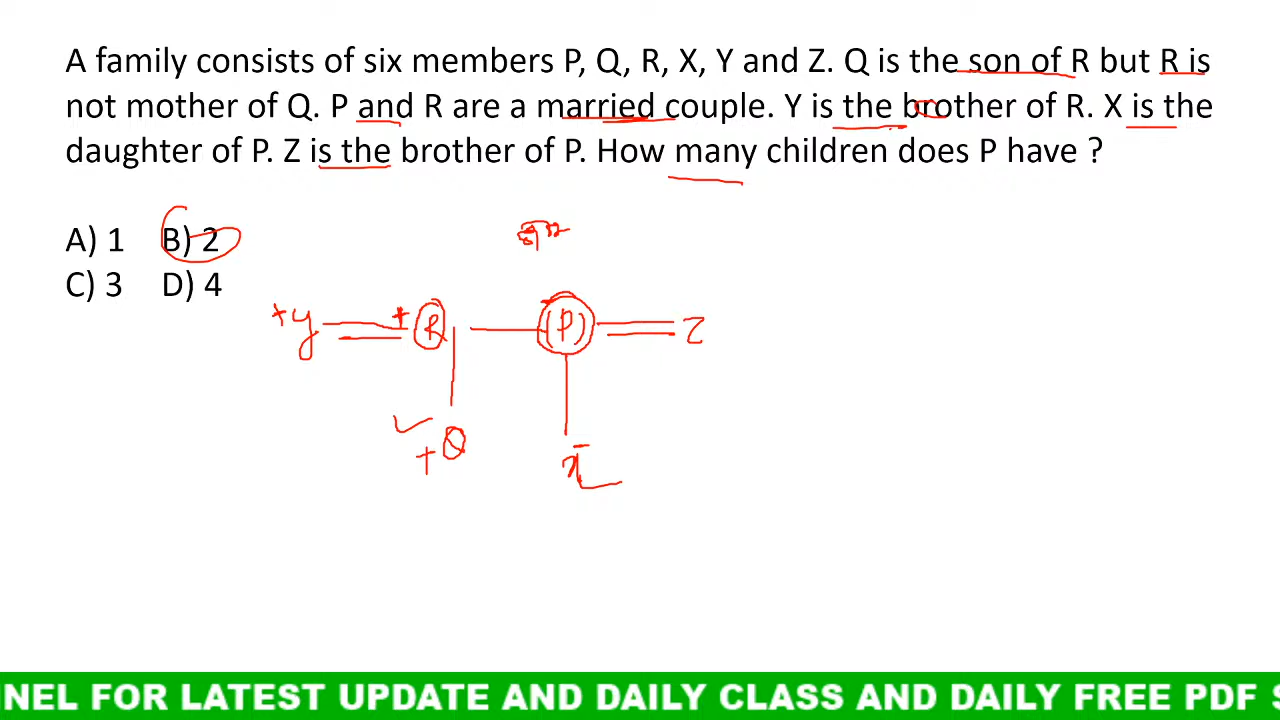 A family consists of six members P, Q, R, X, Y and Z. Q is the son of R but R is
not mother of Q. P and R are a married couple. Y is the brother of R. X is the
daughter of P. Z is the brother of P. How many children does P have ?
A) 1 B) 2
C) 3 D) 4
+y + R (P) Z
+ Q x̄
NNEL FOR LATEST UPDATE AND DAILY CLASS AND DAILY FREE PDF S